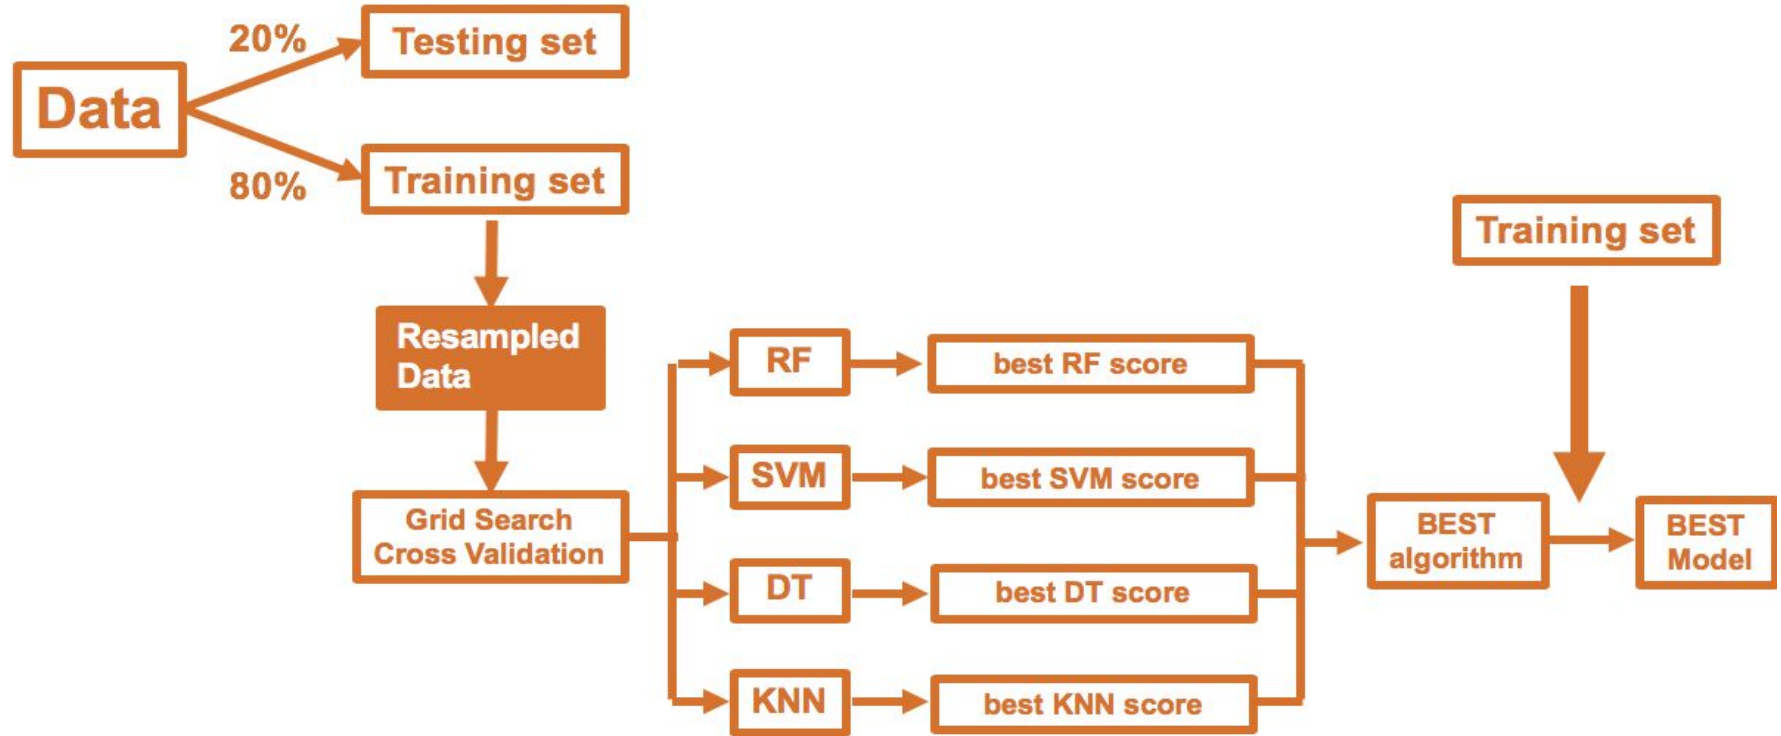 Data
20%
Testing set
80%
Training set
Resampled
Data
Grid Search
Cross Validation
RF
best RF score
SVM
best SVM score
DT
best DT score
KNN
best KNN score
BEST
algorithm
Training set
BEST
Model